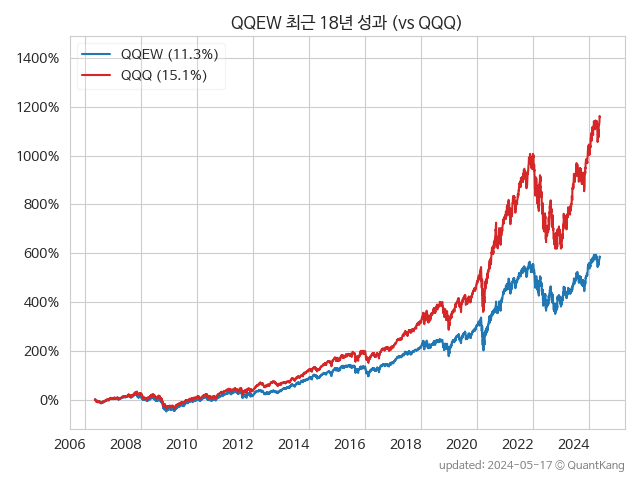 QQEW 최근 18년 성과 (vs QQQ)
QQEW (11.3%)
QQQ (15.1%)
1400%
1200%
1000%
800%
600%
400%
200%
0%
2006 2008 2010 2012 2014 2016 2018 2020 2022 2024
updated: 2024-05-17 © QuantKang